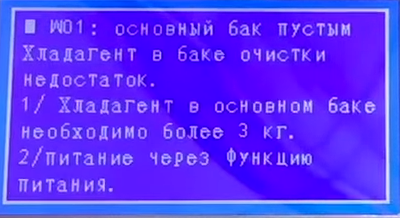 ■ W01: основный бак пустым
Хладагент в баке очистки
недостаток.
1/ Хладагент в основном баке
необходимо более 3 кг.
2/питание через функцию
питания.